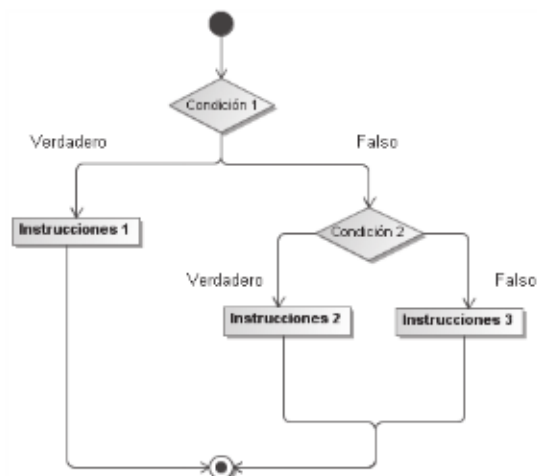 Condición 1
Verdadero
Falso
Instrucciones 1
Condición 2
Verdadero
Falso
Instrucciones 2
Instrucciones 3